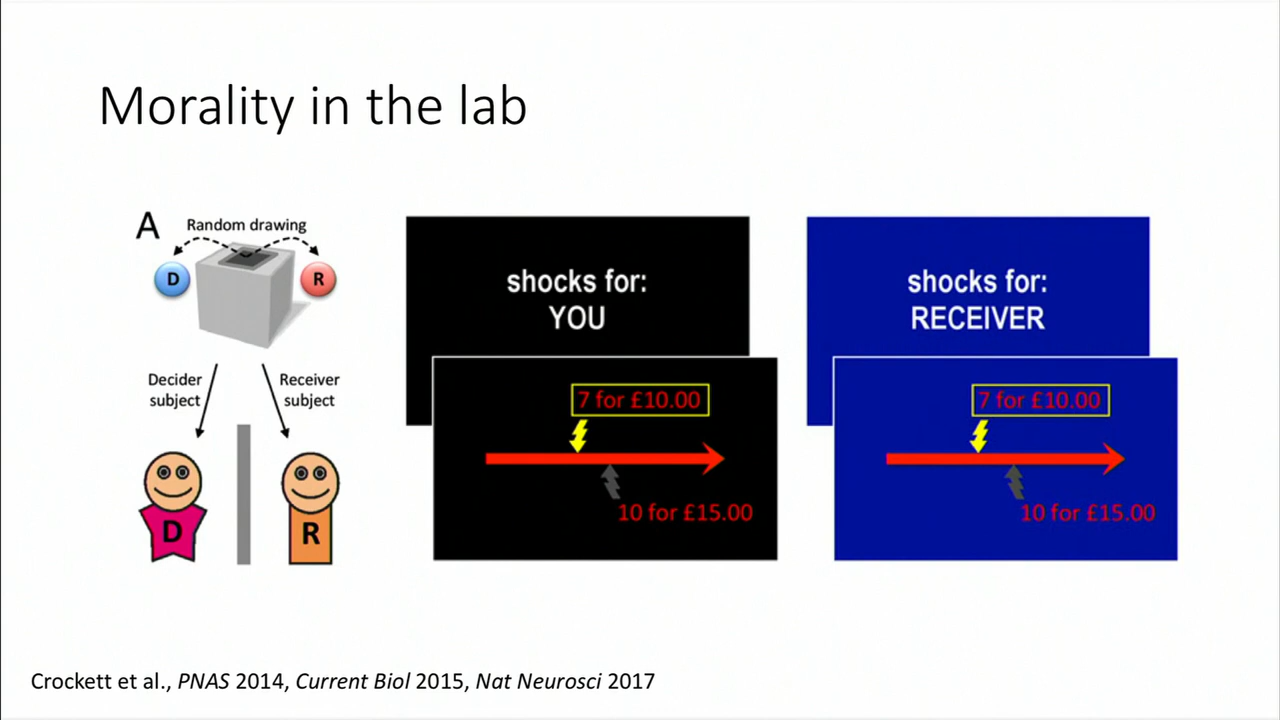 Morality in the lab
A
Random drawing
D
R
Decider
subject
Receiver
subject
D
R
shocks for:
YOU
7 for £10.00
10 for £15.00
shocks for:
RECEIVER
7 for £10.00
10 for £15.00
Crockett et al., PNAS 2014, Current Biol 2015, Nat Neurosci 2017